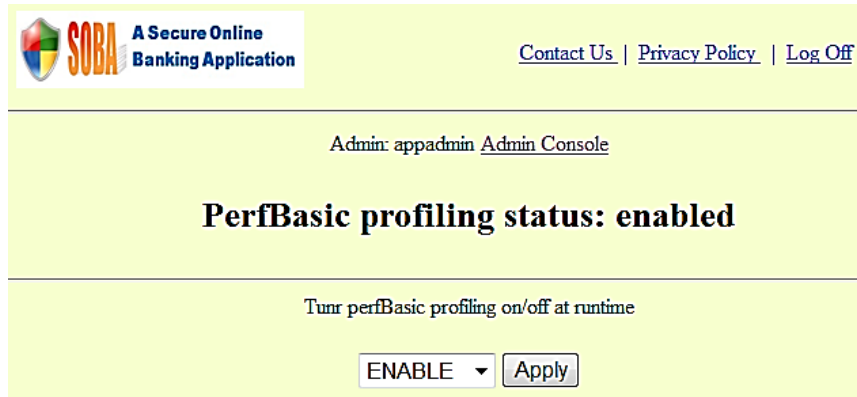 SOBA A Secure Online
Banking Application
Contact Us | Privacy Policy | Log Off
Admin: appadmin Admin Console
PerfBasic profiling status: enabled
Tunr perfBasic profiling on/off at runtime
ENABLE Apply